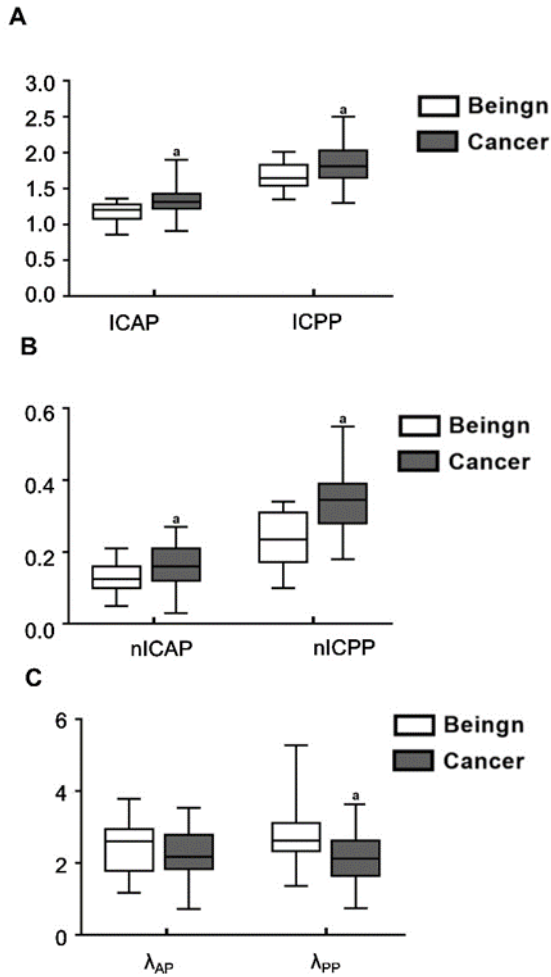 A
3.0
2.5
2.0
1.5
1.0
0.5
0.0
a
a
Beingn
Cancer
ICAP ICPP
B
0.6
0.4
0.2
0.0
a
a
Beingn
Cancer
nICAP nICPP
C
6
4
2
0
a
Beingn
Cancer
λAP λPP